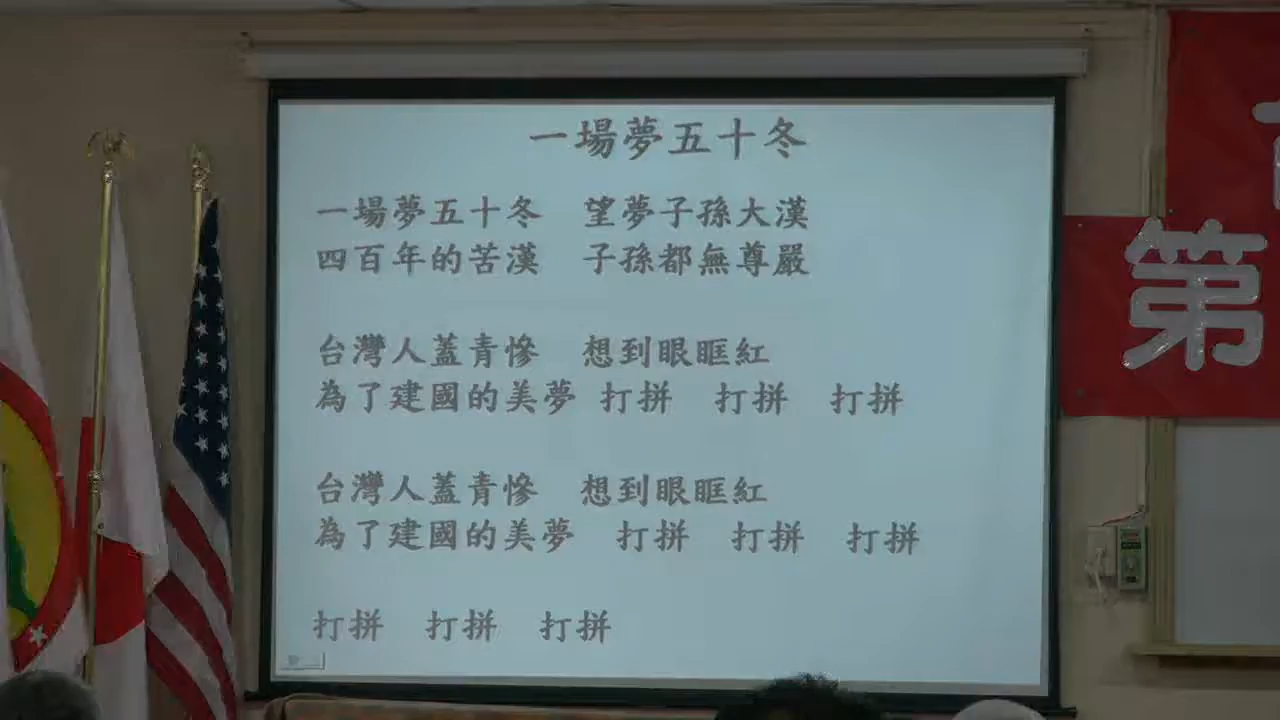 一場夢五十冬
一場夢五十冬 望夢子孫大漢
四百年的苦漢 子孫都無尊嚴
台灣人蓋青慘 想到眼眶紅
為了建國的美夢 打拼 打拼 打拼
台灣人蓋青慘 想到眼眶紅
為了建國的美夢 打拼 打拼 打拼
打拼 打拼 打拼
第